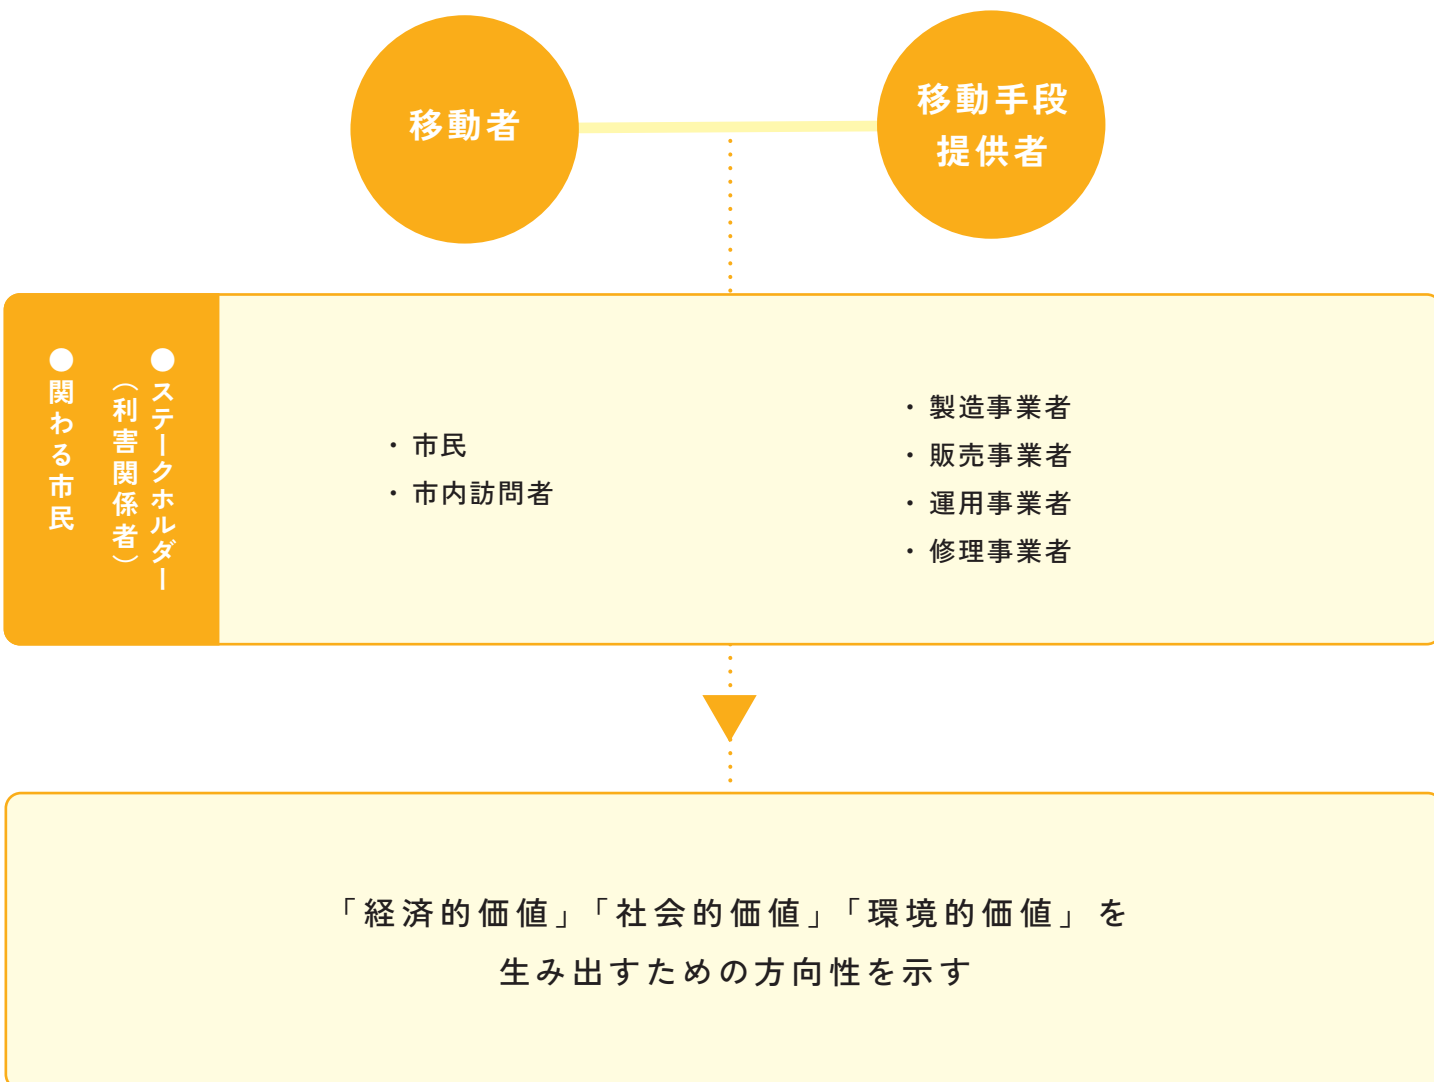 移動者
移動手段
提供者
●ステークホルダー
（利害関係者）
●関わる市民
・市民
・市内訪問者
・製造事業者
・販売事業者
・運用事業者
・修理事業者
「経済的価値」「社会的価値」「環境的価値」を
生み出すための方向性を示す